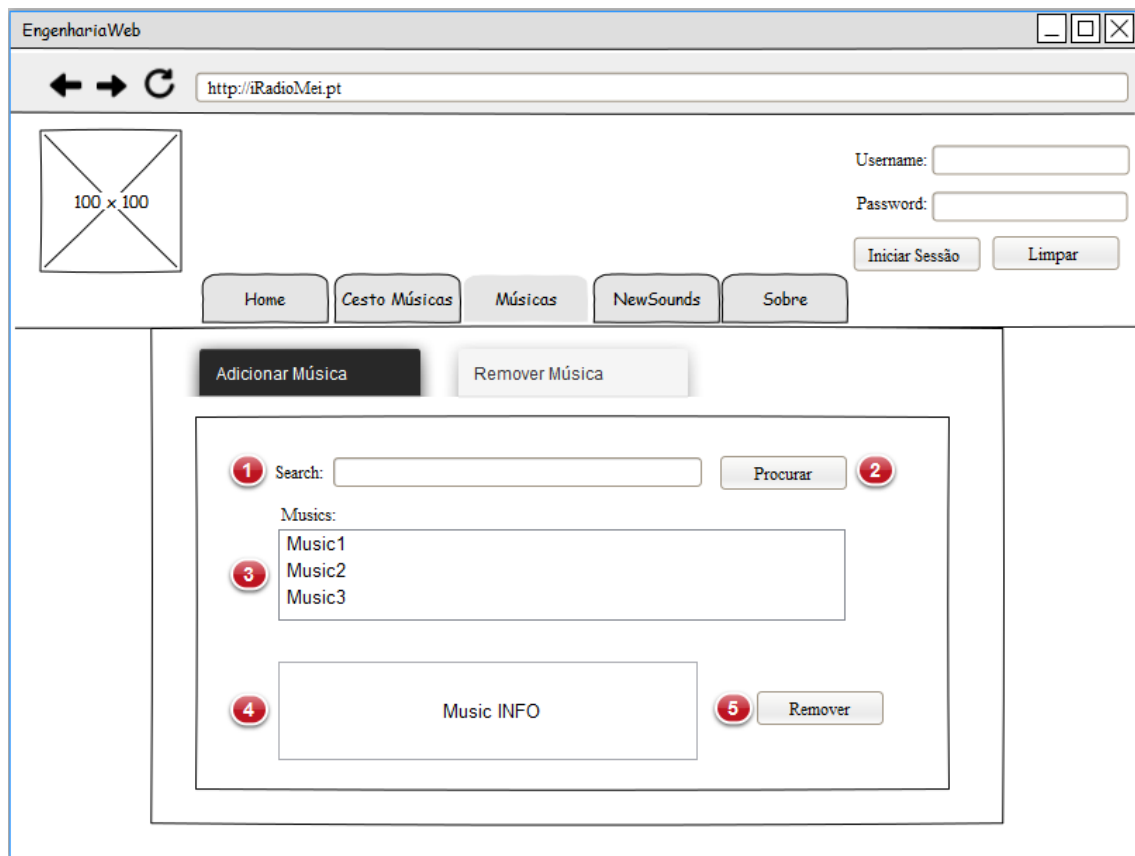 EngenhariaWeb
http://iRadioMei.pt
100 x 100
Username:
Password:
Iniciar Sessão Limpar
Home Cesto Músicas Músicas NewSounds Sobre
Adicionar Música Remover Música
1 Search: Procurar 2
Musics:
Music1
Music2
3
Music3
4 Music INFO 5 Remover